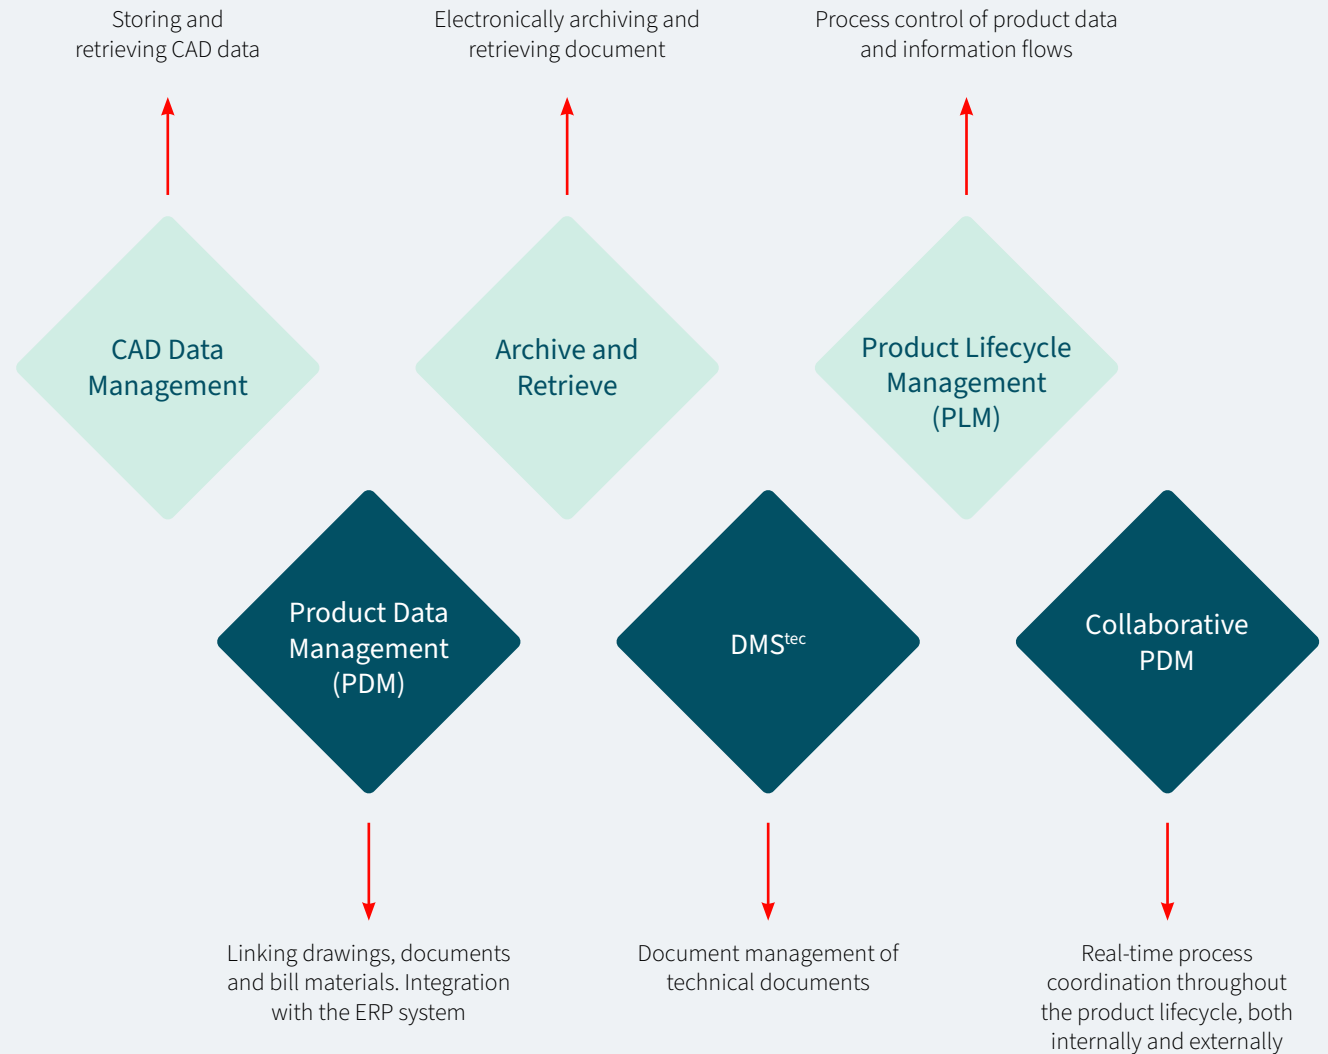 Storing and
retrieving CAD data
Electronically archiving and
retrieving document
Process control of product data
and information flows
CAD Data
Management
Archive and
Retrieve
Product Lifecycle
Management
(PLM)
Product Data
Management
(PDM)
DMStec
Collaborative
PDM
Linking drawings, documents
and bill materials. Integration
with the ERP system
Document management of
technical documents
Real-time process
coordination throughout
the product lifecycle, both
internally and externally